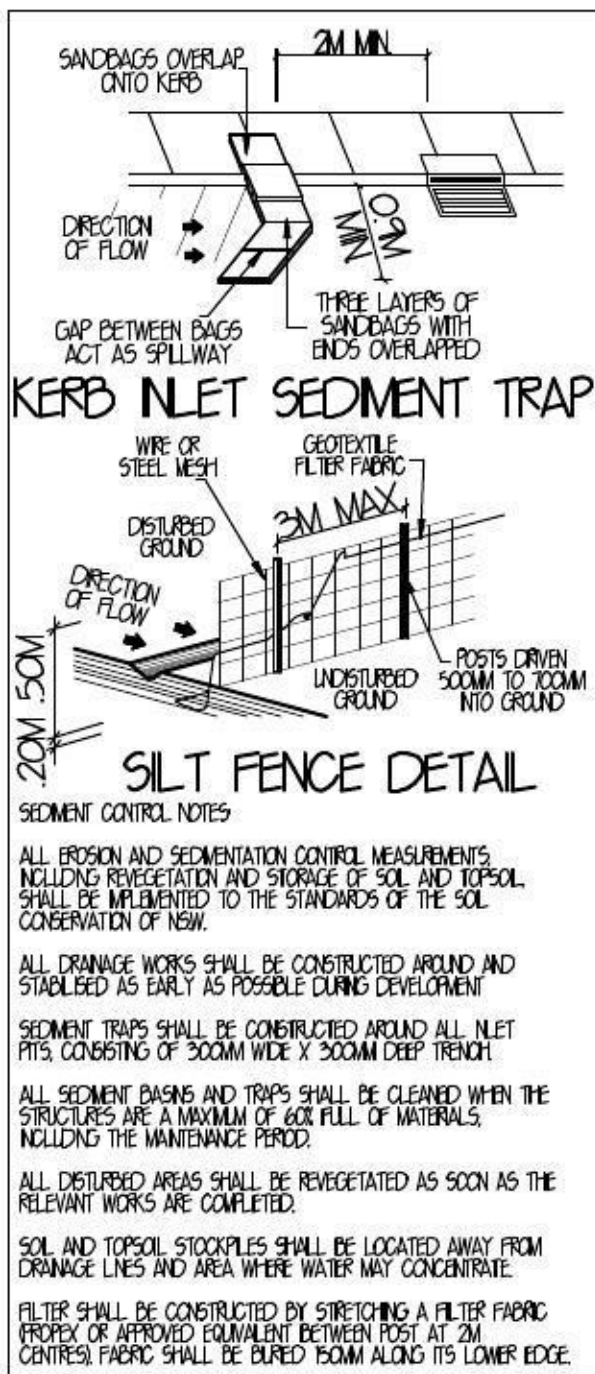 SANDBAGS OVERLAP
ONTO KERB
2M MIN.
DIRECTION
OF FLOW
0.9M
MIN
GAP BETWEEN BAGS
ACT AS SPILLWAY
THREE LAYERS OF
SANDBAGS WITH
ENDS OVERLAPPED
KERB INLET SEDIMENT TRAP
WIRE OR
STEEL MESH
GEOTEXTILE
FILTER FABRIC
3M MAX
DISTURBED
GROUND
DIRECTION
OF FLOW
.20M .50M
UNDISTURBED
GROUND
POSTS DRIVEN
500MM TO 700MM
INTO GROUND
SILT FENCE DETAIL
SEDIMENT CONTROL NOTES:
ALL EROSION AND SEDIMENTATION CONTROL MEASUREMENTS,
INCLUDING REVEGETATION AND STORAGE OF SOIL AND TOPSOIL,
SHALL BE IMPLEMENTED TO THE STANDARDS OF THE SOIL
CONSERVATION OF NSW.
ALL DRAINAGE WORKS SHALL BE CONSTRUCTED AROUND AND
STABILISED AS EARLY AS POSSIBLE DURING DEVELOPMENT
SEDIMENT TRAPS SHALL BE CONSTRUCTED AROUND ALL INLET
PITS, CONSISTING OF 300MM WIDE X 300MM DEEP TRENCH.
ALL SEDIMENT BASINS AND TRAPS SHALL BE CLEANED WHEN THE
STRUCTURES ARE A MAXIMUM OF 60% FULL OF MATERIALS,
INCLUDING THE MAINTENANCE PERIOD.
ALL DISTURBED AREAS SHALL BE REVEGETATED AS SOON AS THE
RELEVANT WORKS ARE COMPLETED.
SOIL AND TOPSOIL STOCKPILES SHALL BE LOCATED AWAY FROM
DRAINAGE LINES AND AREA WHERE WATER MAY CONCENTRATE.
FILTER SHALL BE CONSTRUCTED BY STRETCHING A FILTER FABRIC
(PROPEX OR APPROVED EQUIVALENT BETWEEN POST AT 2M
CENTRES). FABRIC SHALL BE BURIED 150MM ALONG ITS LOWER EDGE.